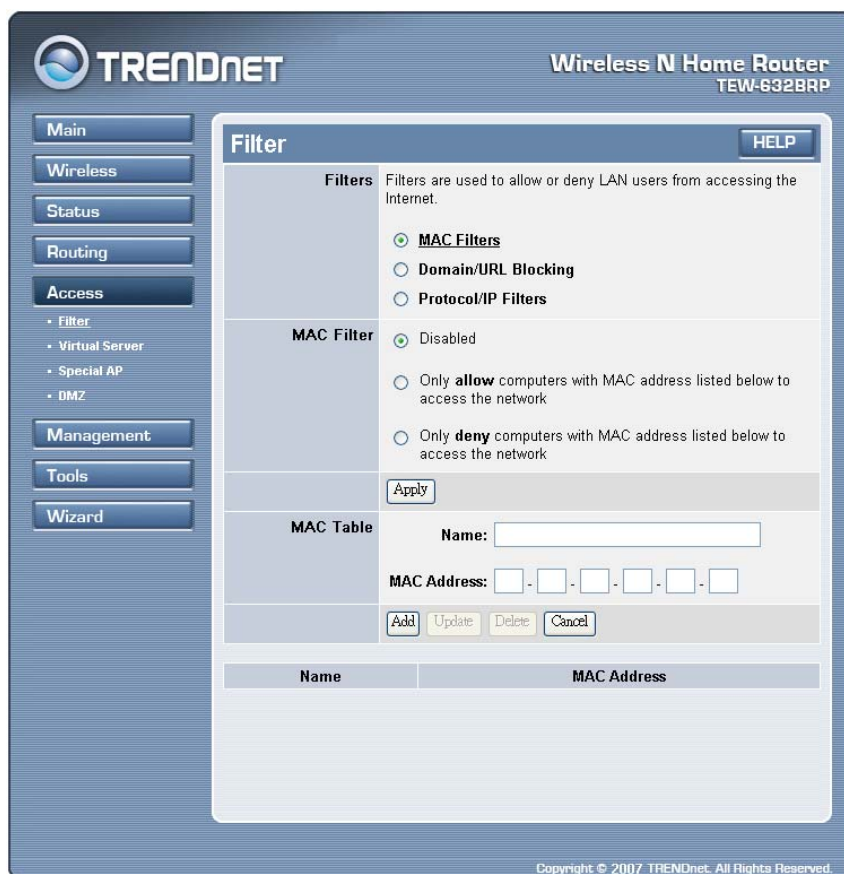 TRENDNET
Wireless N Home Router
TEW-632BRP
Main
Wireless
Status
Routing
Access
Filter
Virtual Server
Special AP
DMZ
Management
Tools
Wizard
Filter
HELP
Filters
Filters are used to allow or deny LAN users from accessing the
Internet.
MAC Filters
Domain/URL Blocking
Protocol/IP Filters
MAC Filter
Disabled
Only allow computers with MAC address listed below to
access the network
Only deny computers with MAC address listed below to
access the network
Apply
MAC Table
Name:
MAC Address: - - - - -
Add Update Delete Cancel
Name MAC Address
Copyright © 2007 TRENDnet. All Rights Reserved.